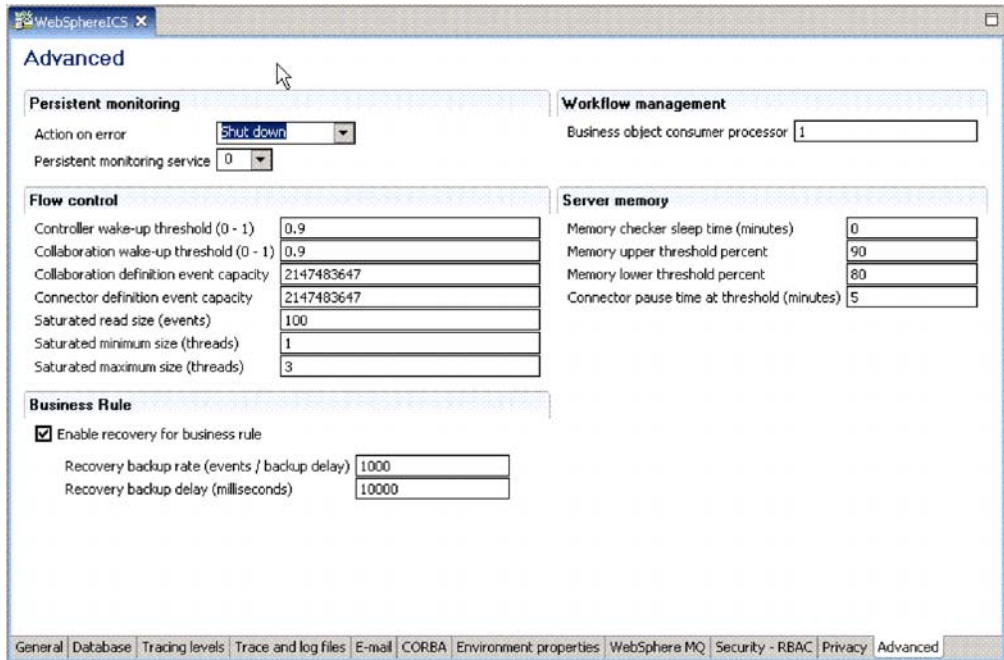 WebSphereICS
Advanced
Persistent monitoring
Action on error Shut down
Persistent monitoring service 0
Workflow management
Business object consumer processor 1
Flow control
Controller wake-up threshold (0 - 1) 0.9
Collaboration wake-up threshold (0 - 1) 0.9
Collaboration definition event capacity 2147483647
Connector definition event capacity 2147483647
Saturated read size (events) 100
Saturated minimum size (threads) 1
Saturated maximum size (threads) 3
Server memory
Memory checker sleep time (minutes) 0
Memory upper threshold percent 90
Memory lower threshold percent 80
Connector pause time at threshold (minutes) 5
Business Rule
Enable recovery for business rule
Recovery backup rate (events / backup delay) 1000
Recovery backup delay (milliseconds) 10000
General Database Tracing levels Trace and log files E-mail CORBA Environment properties WebSphere MQ Security - RBAC Privacy Advanced